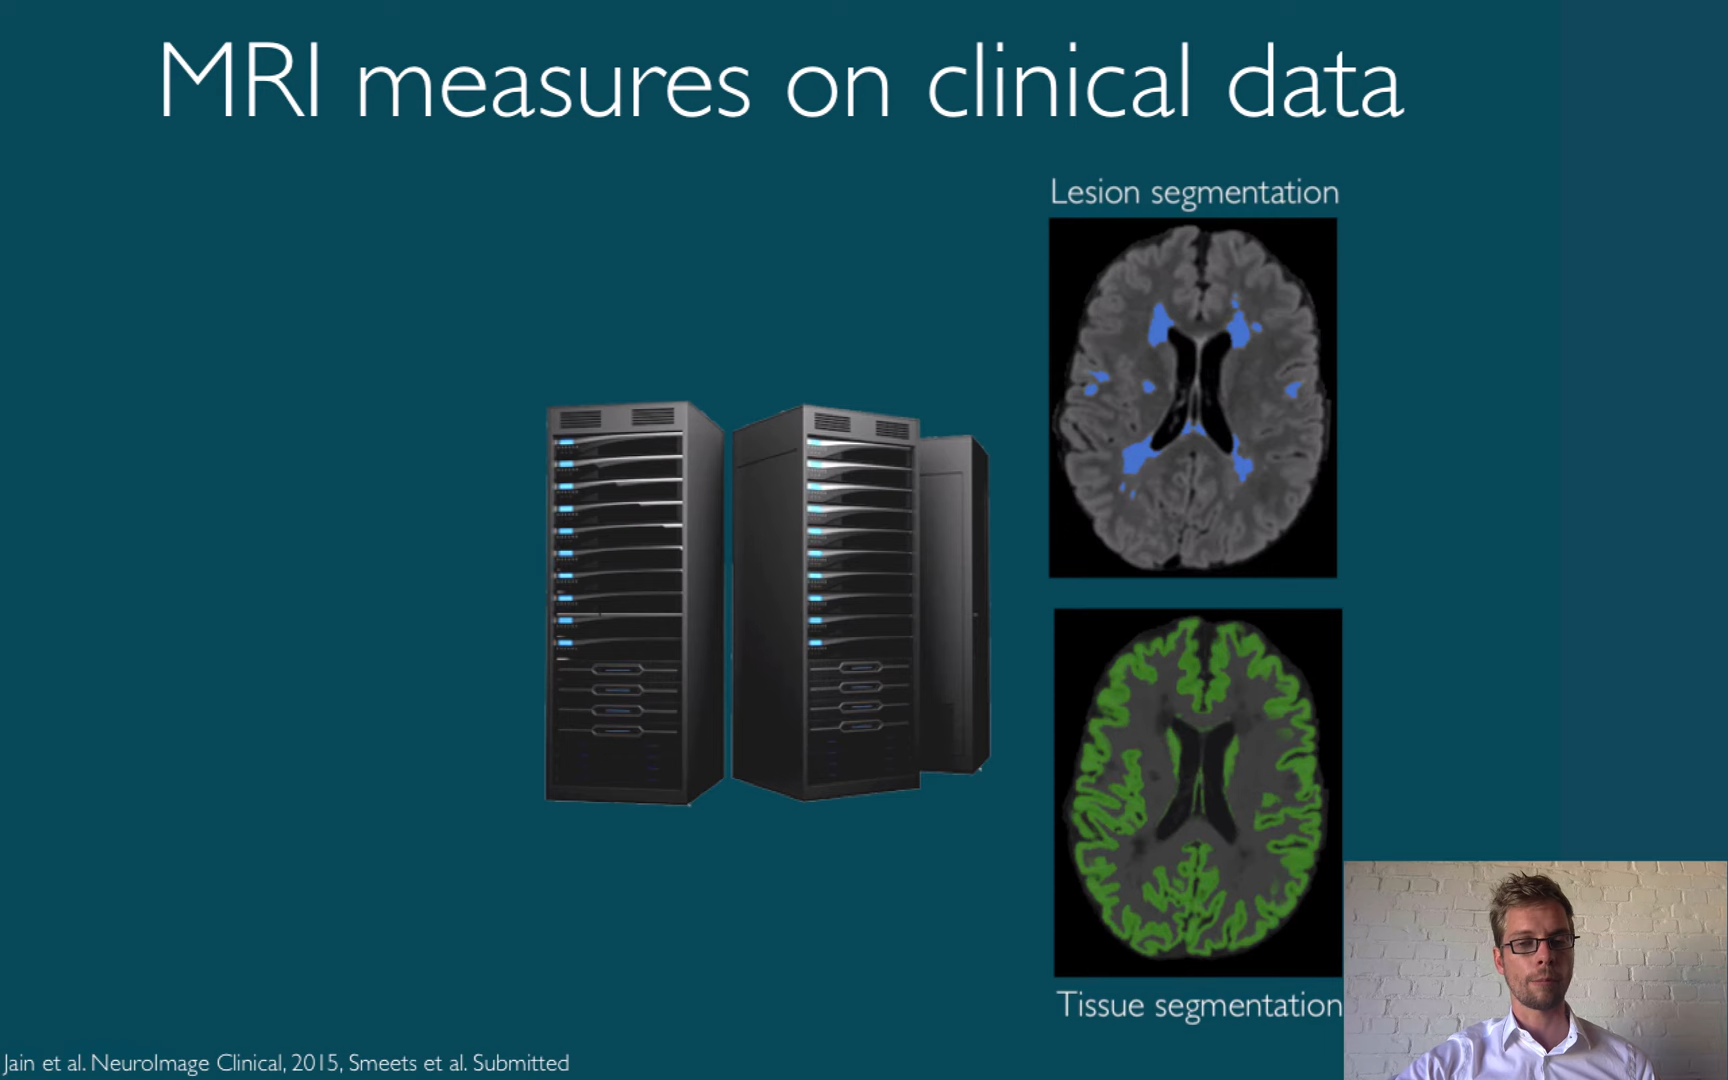 MRI measures on clinical data
Lesion segmentation
Tissue segmentation
Jain et al. NeuroImage Clinical, 2015, Smeets et al. Submitted